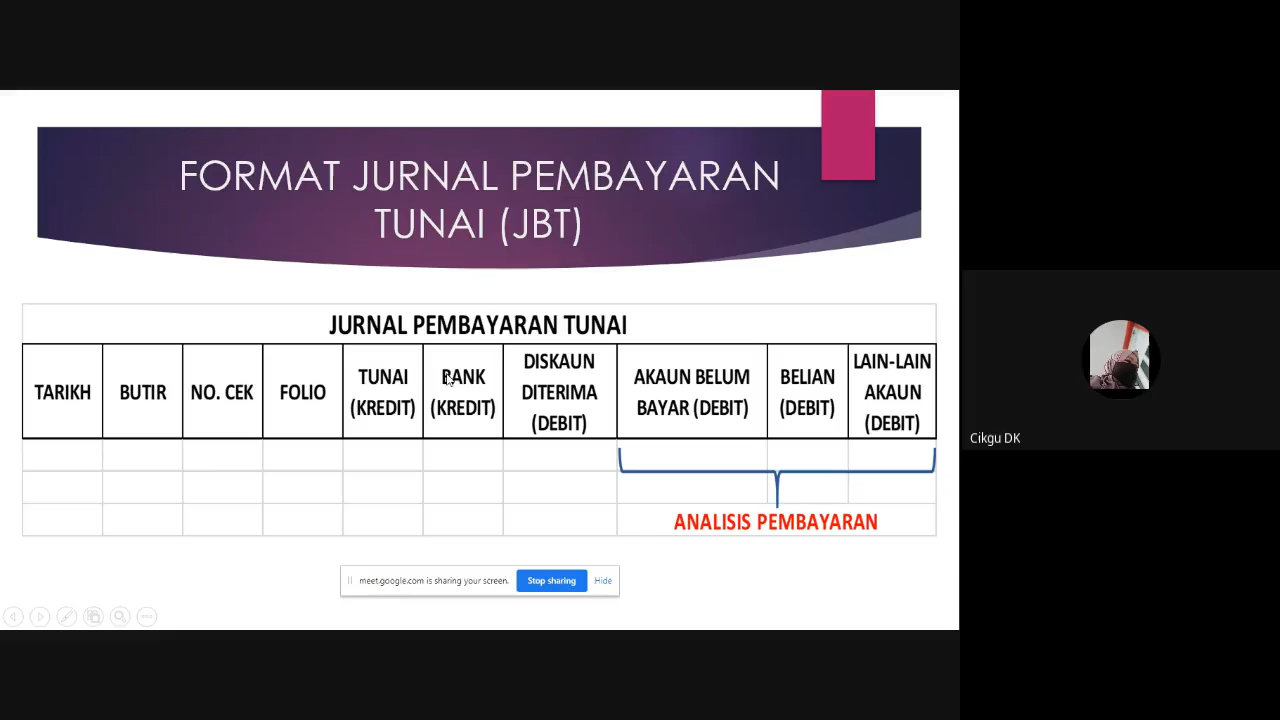 FORMAT JURNAL PEMBAYARAN
TUNAI (JBT)
JURNAL PEMBAYARAN TUNAI
TARIKH
BUTIR
NO. CEK
FOLIO
TUNAI
(KREDIT)
BANK
(KREDIT)
DISKAUN
DITERIMA
(DEBIT)
AKAUN BELUM
BAYAR (DEBIT)
BELIAN
(DEBIT)
LAIN-LAIN
AKAUN
(DEBIT)
ANALISIS PEMBAYARAN
meet.google.com is sharing your screen.
Stop sharing
Hide
Cikgu DK